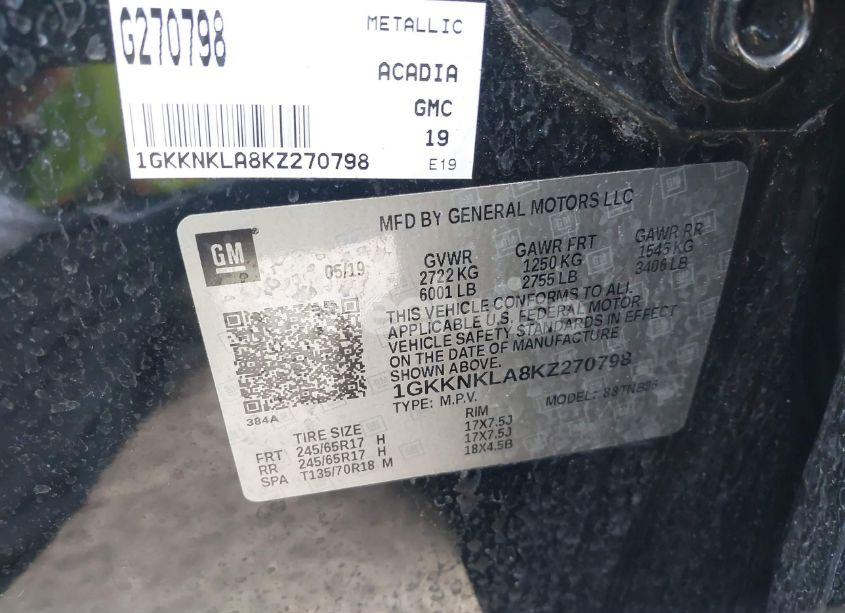 G270798
METALLIC
ACADIA
GMC
19
1GKKNKLA8KZ270798
E19
GM
MFD BY GENERAL MOTORS LLC
05/19
GVWR GAWR FRT GAWR RR
2722 KG 1250 KG 1545 KG
6001 LB 2755 LB 3406 LB
THIS VEHICLE CONFORMS TO ALL
APPLICABLE U.S. FEDERAL MOTOR
VEHICLE SAFETY STANDARDS IN EFFECT
ON THE DATE OF MANUFACTURE
SHOWN ABOVE.
1GKKNKLA8KZ270798
TYPE: M.P.V. MODEL:
384A
TIRE SIZE RIM
FRT 245/65R17 H 17X7.5J
RR 245/65R17 H 17X7.5J
SPA T135/70R18 M 18X4.5B